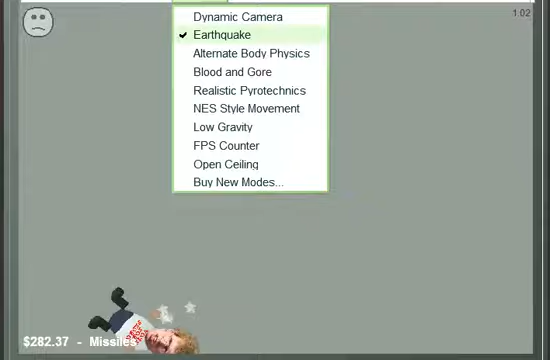 Dynamic Camera
1.02
Earthquake
Alternate Body Physics
Blood and Gore
Realistic Pyrotechnics
NES Style Movement
Low Gravity
FPS Counter
Open Ceiling
Buy New Modes...
$282.37 - Missiles